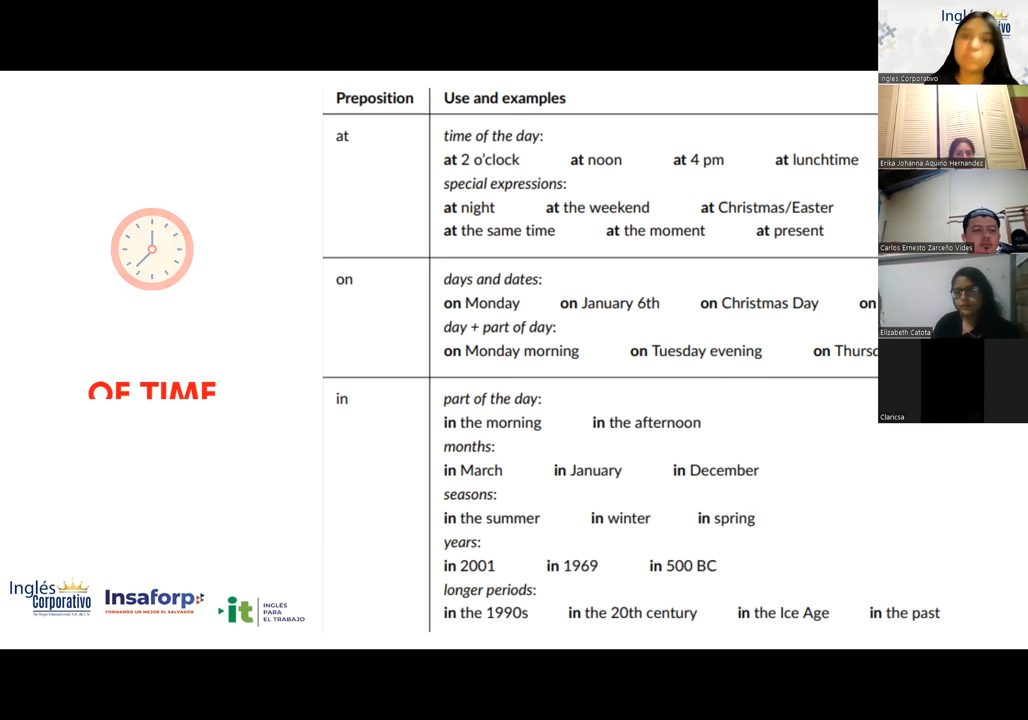 Preposition Use and examples
at time of the day:
at 2 o'clock at noon at 4 pm at lunchtime
special expressions:
at night at the weekend at Christmas/Easter
at the same time at the moment at present
on days and dates:
on Monday on January 6th on Christmas Day on
day + part of day:
on Monday morning on Tuesday evening on
in part of the day:
in the morning in the afternoon
months:
in March in January in December
seasons:
in the summer in winter in spring
years:
in 2001 in 1969 in 500 BC
longer periods:
in the 1990s in the 20th century in the Ice Age in the past
OF TIME
Inglés
Corporativo
Insaforp
FORMANDO UN MEJOR EL SALVADOR
it
INGLÉS
PARA
EL TRABAJO
Ingles Corporativo
Erika Johanna Aquino Hernandez
Carlos Ernesto Zarceño Vides
Elizabeth Catota
Claricsa